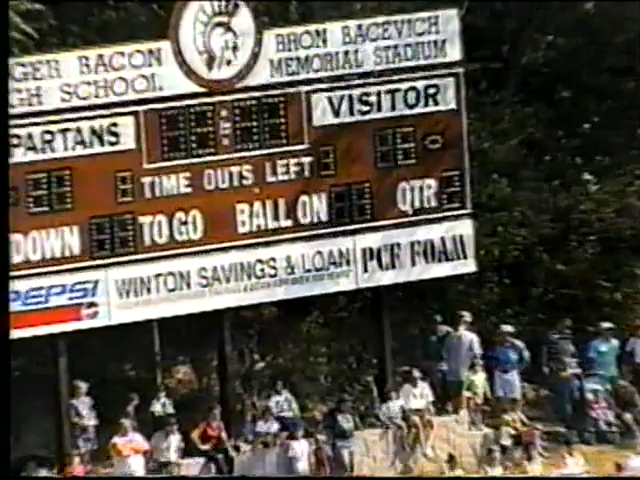 GER BACON BRON BACEVICH
GH SCHOOL MEMORIAL STADIUM
PARTANS VISITOR
TIME OUTS LEFT
DOWN TO GO BALL ON QTR
PEPSI WINTON SAVINGS & LOAN PCF FOAM